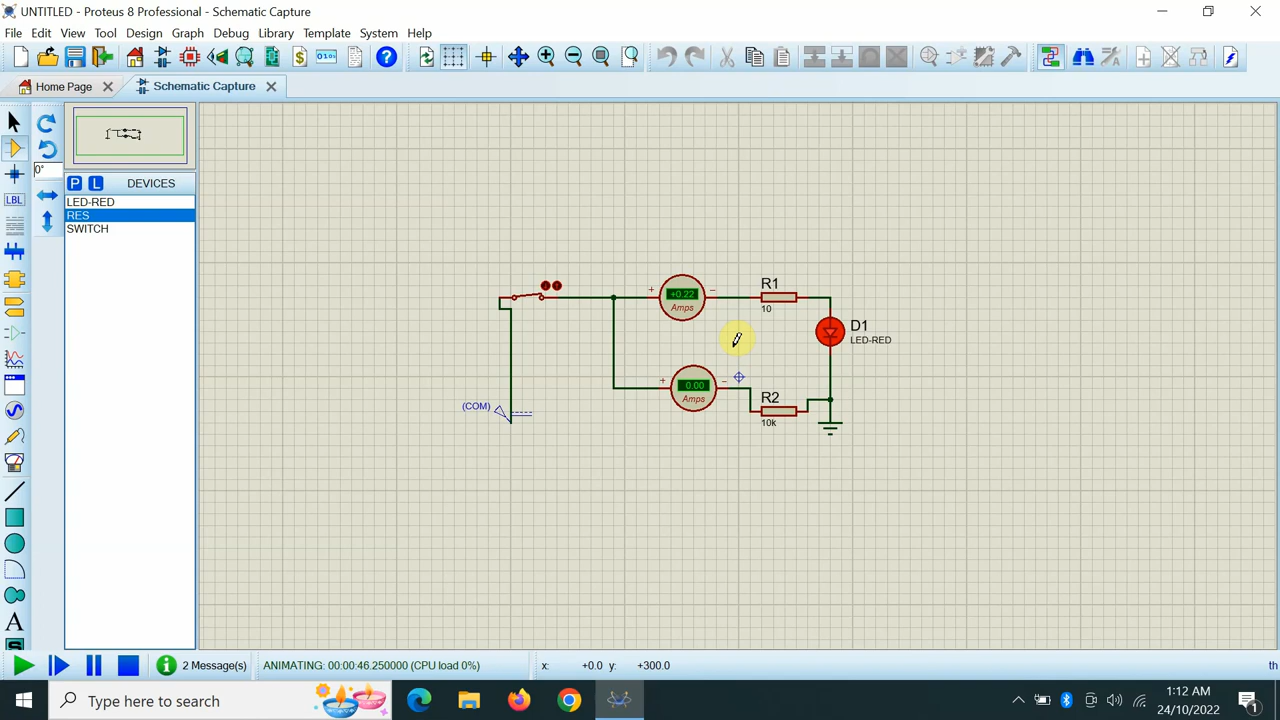 UNTITLED - Proteus 8 Professional - Schematic Capture
File Edit View Tool Design Graph Debug Library Template System Help
Home Page
Schematic Capture
0°
P L DEVICES
LED-RED
RES
SWITCH
LBL
A
S
+ +0.22 −
Amps
R1
10
D1
LED-RED
+ 0.00 −
Amps
R2
10k
(COM)
2 Message(s)
ANIMATING: 00:00:46.250000 (CPU load 0%)
x: +0.0 y: +300.0
th
Type here to search
1:12 AM
24/10/2022
1